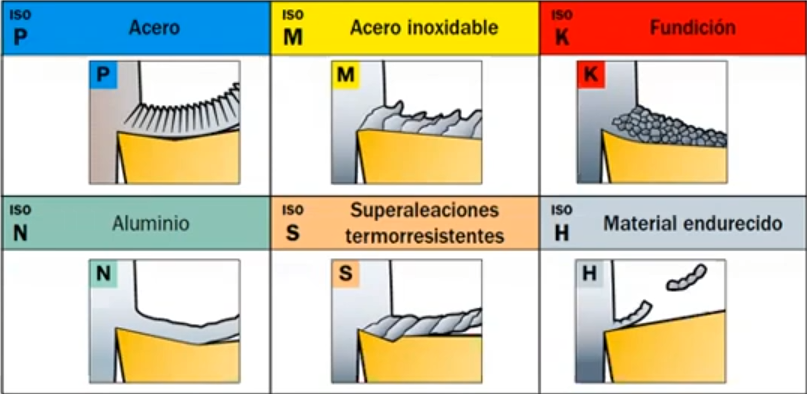 ISO
P
Acero
ISO
M
Acero inoxidable
ISO
K
Fundición
P
M
K
ISO
N
Aluminio
ISO
S
Superaleaciones
termorresistentes
ISO
H
Material endurecido
N
S
H